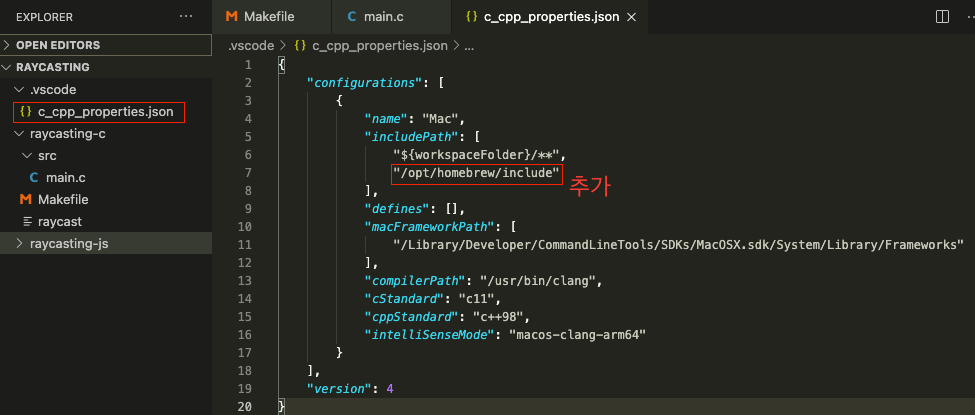 EXPLORER
···
Makefile
main.c
c_cpp_properties.json
OPEN EDITORS
RAYCASTING
.vscode
c_cpp_properties.json
raycasting-c
src
main.c
Makefile
raycast
raycasting-js
.vscode > {} c_cpp_properties.json > ...
1 {
2 "configurations": [
3 {
4 "name": "Mac",
5 "includePath": [
6 "${workspaceFolder}/**",
7 "/opt/homebrew/include" 추가
8 ],
9 "defines": [],
10 "macFrameworkPath": [
11 "/Library/Developer/CommandLineTools/SDKs/MacOSX.sdk/System/Library/Frameworks"
12 ],
13 "compilerPath": "/usr/bin/clang",
14 "cStandard": "c11",
15 "cppStandard": "c++98",
16 "intelliSenseMode": "macos-clang-arm64"
17 }
18 ],
19 "version": 4
20 }